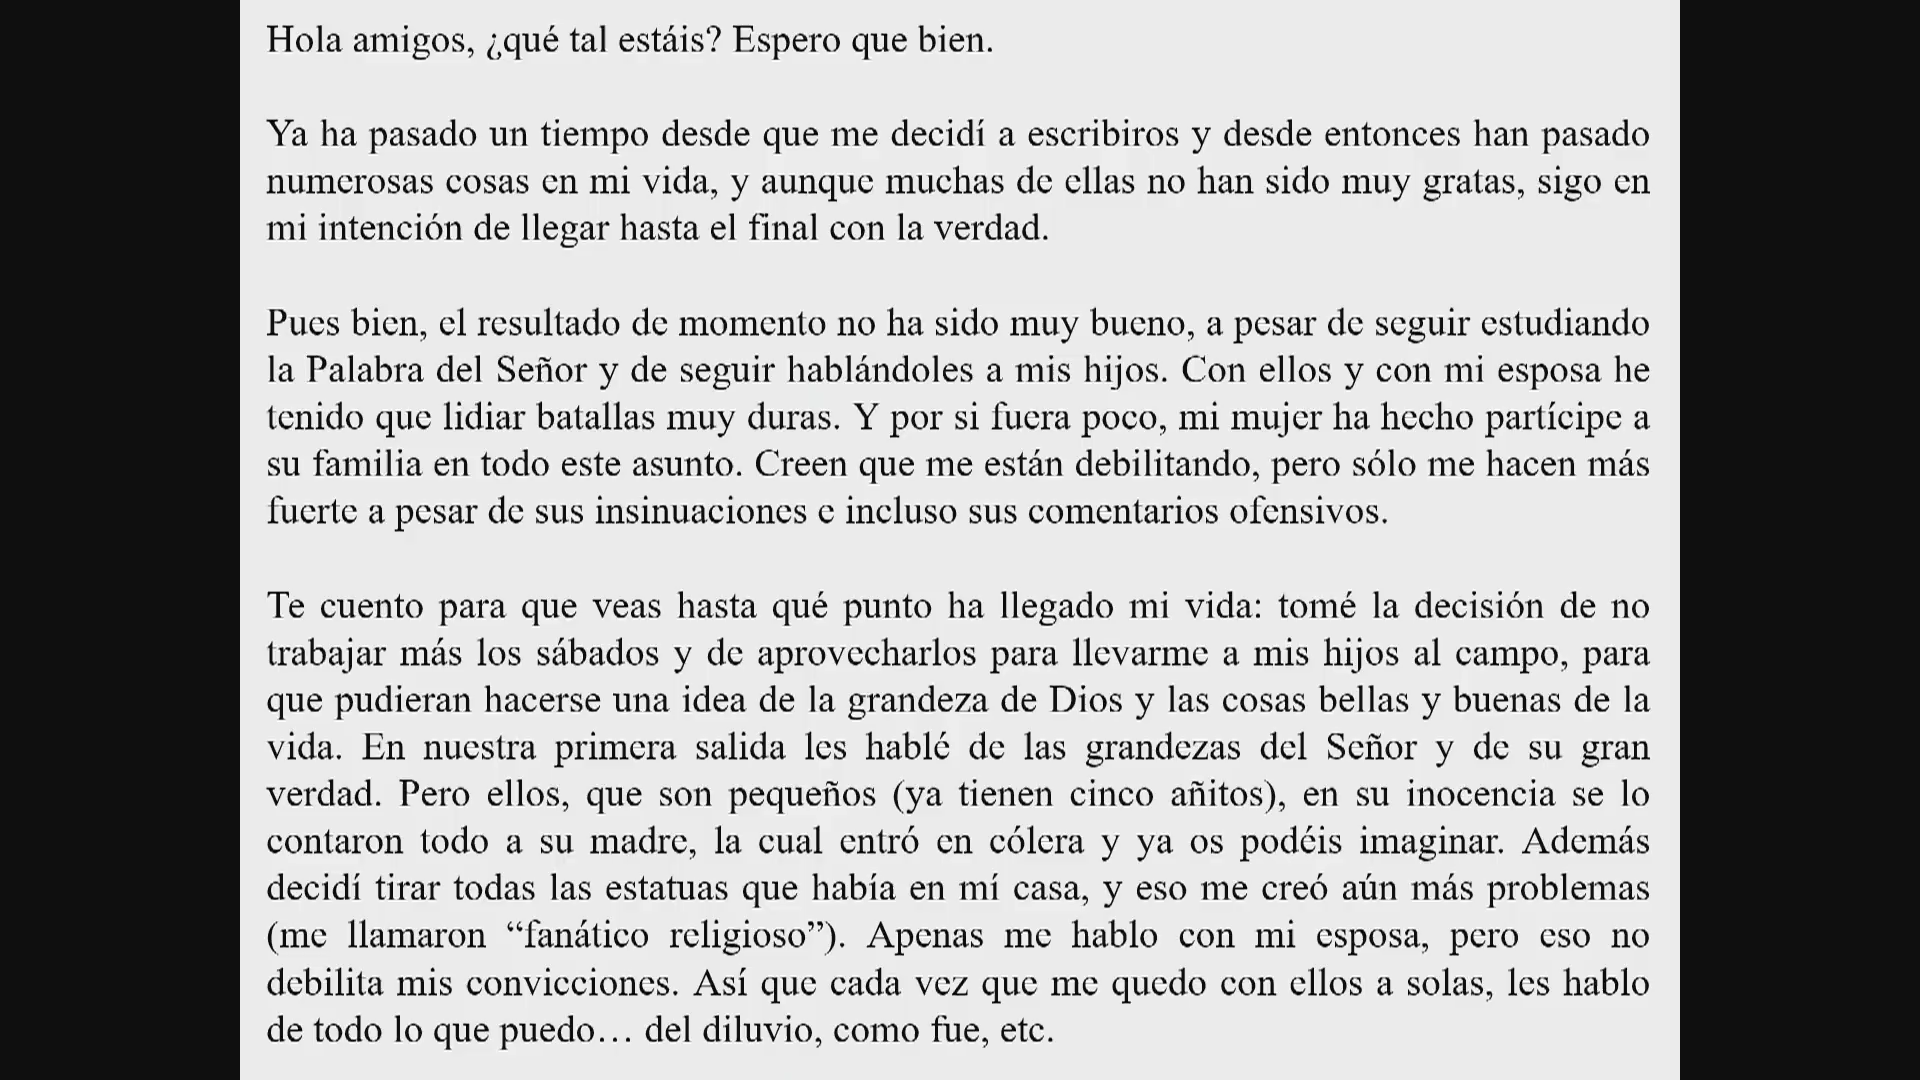 Hola amigos, ¿qué tal estáis? Espero que bien.
Ya ha pasado un tiempo desde que me decidí a escribiros y desde entonces han pasado
numerosas cosas en mi vida, y aunque muchas de ellas no han sido muy gratas, sigo en
mi intención de llegar hasta el final con la verdad.
Pues bien, el resultado de momento no ha sido muy bueno, a pesar de seguir estudiando
la Palabra del Señor y de seguir hablándoles a mis hijos. Con ellos y con mi esposa he
tenido que lidiar batallas muy duras. Y por si fuera poco, mi mujer ha hecho partícipe a
su familia en todo este asunto. Creen que me están debilitando, pero sólo me hacen más
fuerte a pesar de sus insinuaciones e incluso sus comentarios ofensivos.
Te cuento para que veas hasta qué punto ha llegado mi vida: tomé la decisión de no
trabajar más los sábados y de aprovecharlos para llevarme a mis hijos al campo, para
que pudieran hacerse una idea de la grandeza de Dios y las cosas bellas y buenas de la
vida. En nuestra primera salida les hablé de las grandezas del Señor y de su gran
verdad. Pero ellos, que son pequeños (ya tienen cinco añitos), en su inocencia se lo
contaron todo a su madre, la cual entró en cólera y ya os podéis imaginar. Además
decidí tirar todas las estatuas que había en mí casa, y eso me creó aún más problemas
(me llamaron “fanático religioso”). Apenas me hablo con mi esposa, pero eso no
debilita mis convicciones. Así que cada vez que me quedo con ellos a solas, les hablo
de todo lo que puedo… del diluvio, como fue, etc.